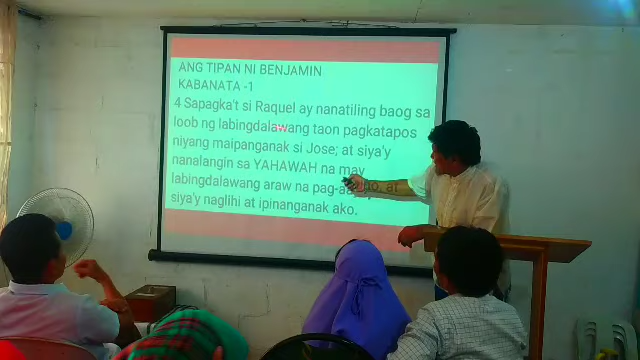 ANG TIPAN NI BENJAMIN
KABANATA -1
4 Sapagka't si Raquel ay nanatiling baog sa
loob ng labingdalawang taon pagkatapos
niyang maipanganak si Jose; at siya'y
nanalangin sa YAHAWAH na may
labingdalawang araw na at
siya'y naglihi at ipinanganak ako.